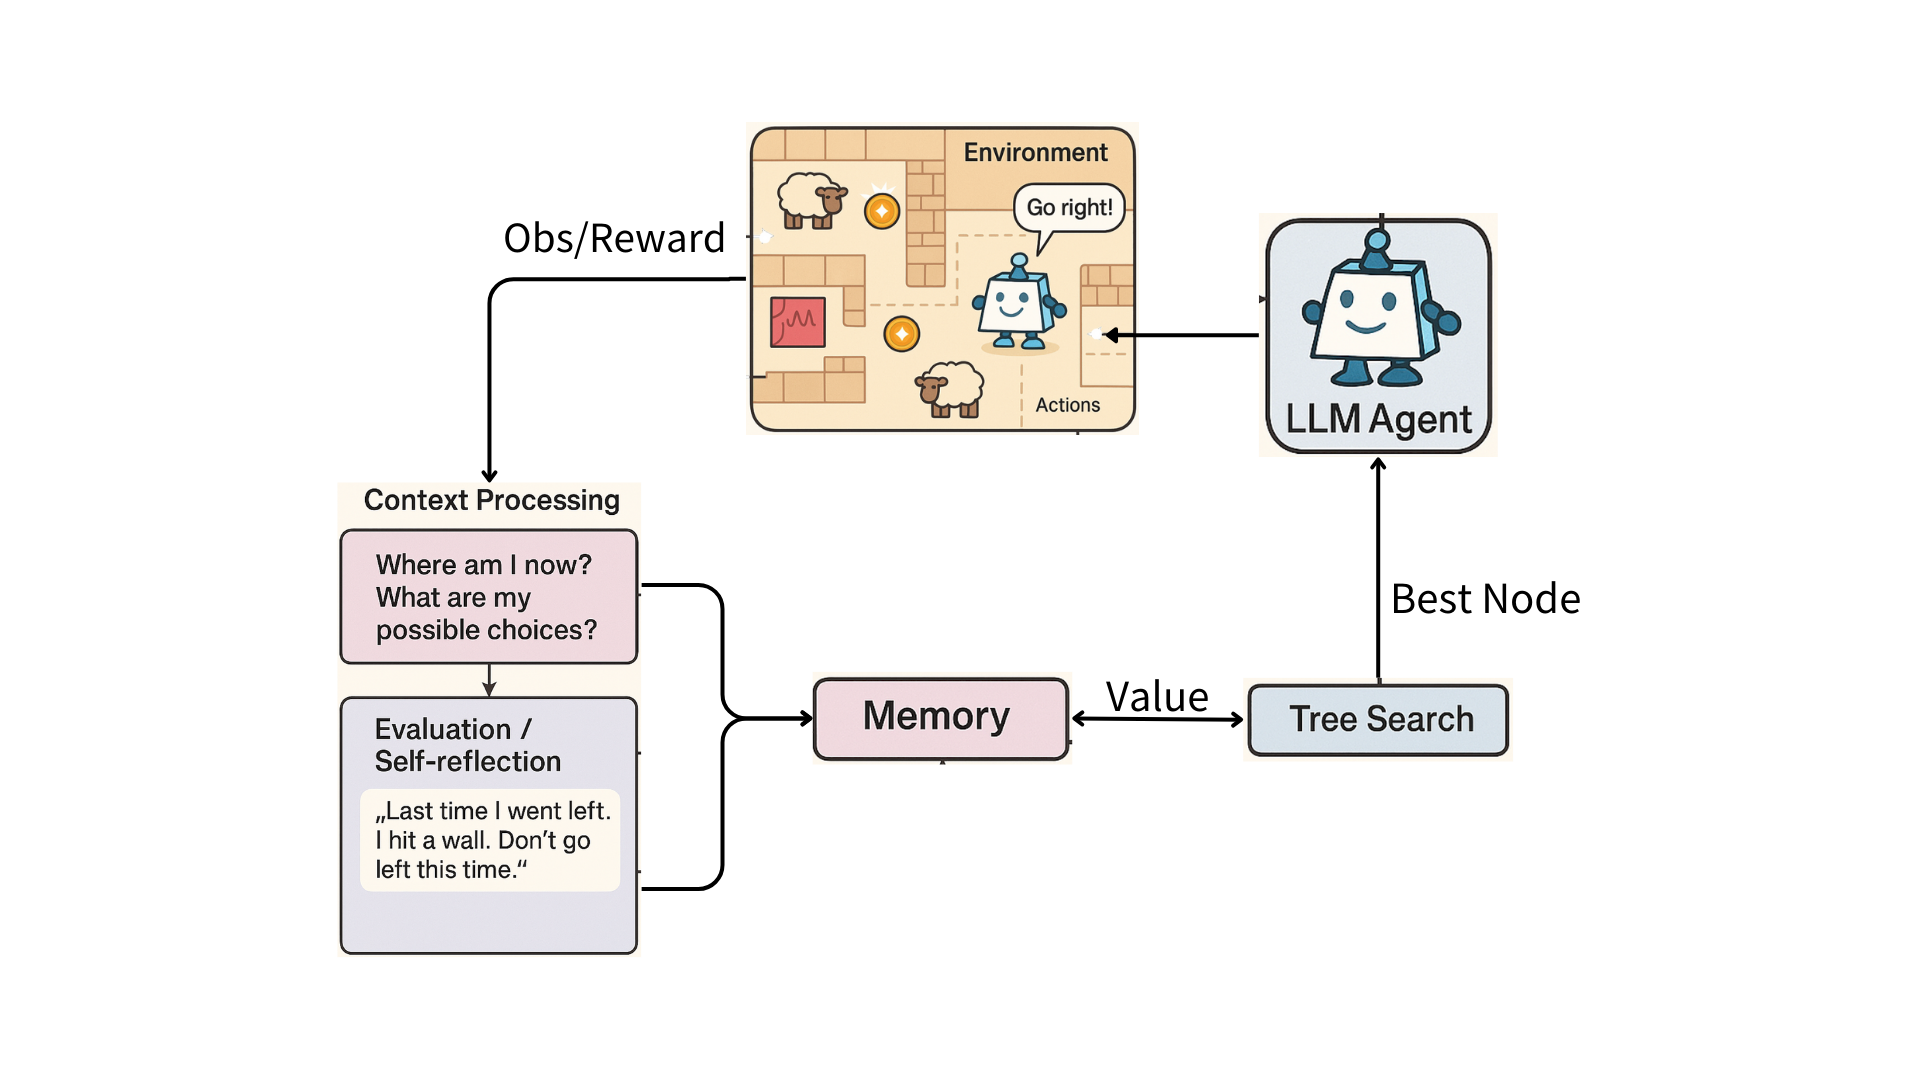 Environment
Go right!
Obs/Reward
Actions
LLM Agent
Context Processing
Where am I now?
What are my
possible choices?
Evaluation /
Self-reflection
„Last time I went left.
I hit a wall. Don’t go
left this time.“
Memory
Value
Tree Search
Best Node